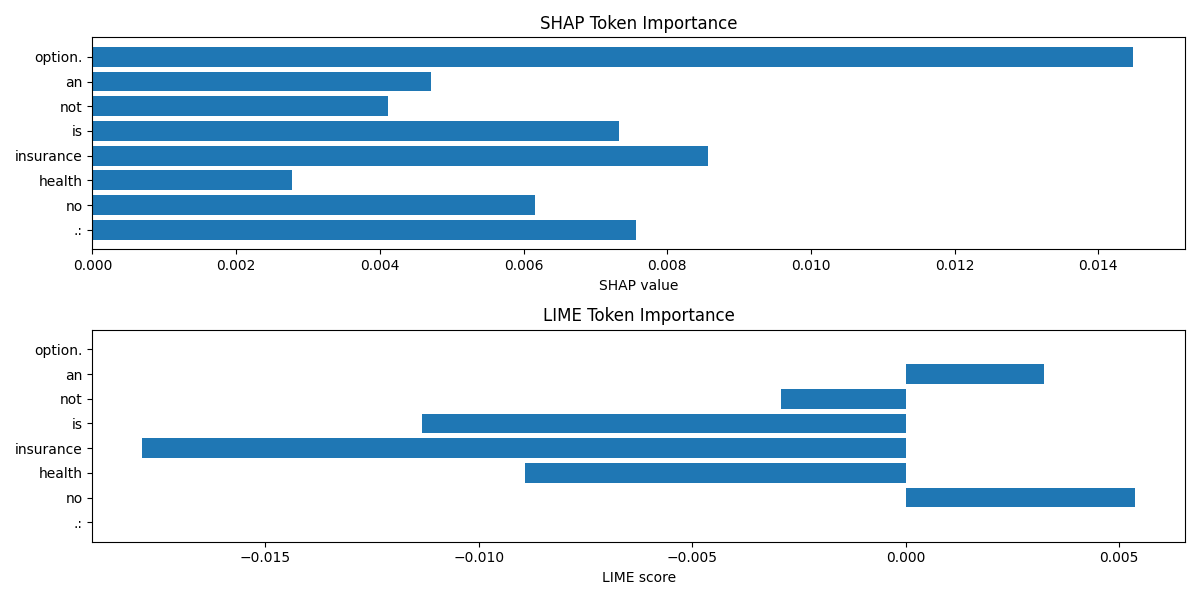 SHAP Token Importance
option.
an
not
is
insurance
health
no
.:
0.000 0.002 0.004 0.006 0.008 0.010 0.012 0.014
SHAP value
LIME Token Importance
option.
an
not
is
insurance
health
no
.:
−0.015 −0.010 −0.005 0.000 0.005
LIME score